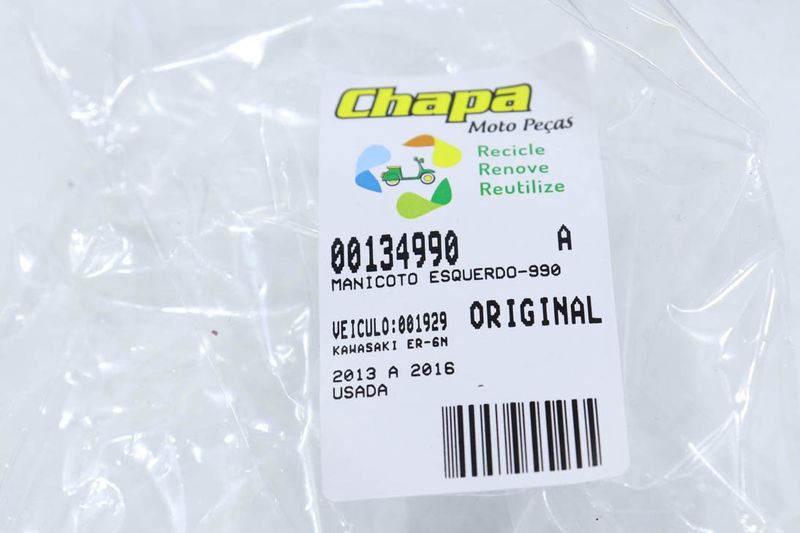 Chapa
Moto Peças
Recicle
Renove
Reutilize
00134990 A
MANICOTO ESQUERDO-990
VEICULO:001929 ORIGINAL
KAWASAKI ER-6N
2013 A 2016
USADA